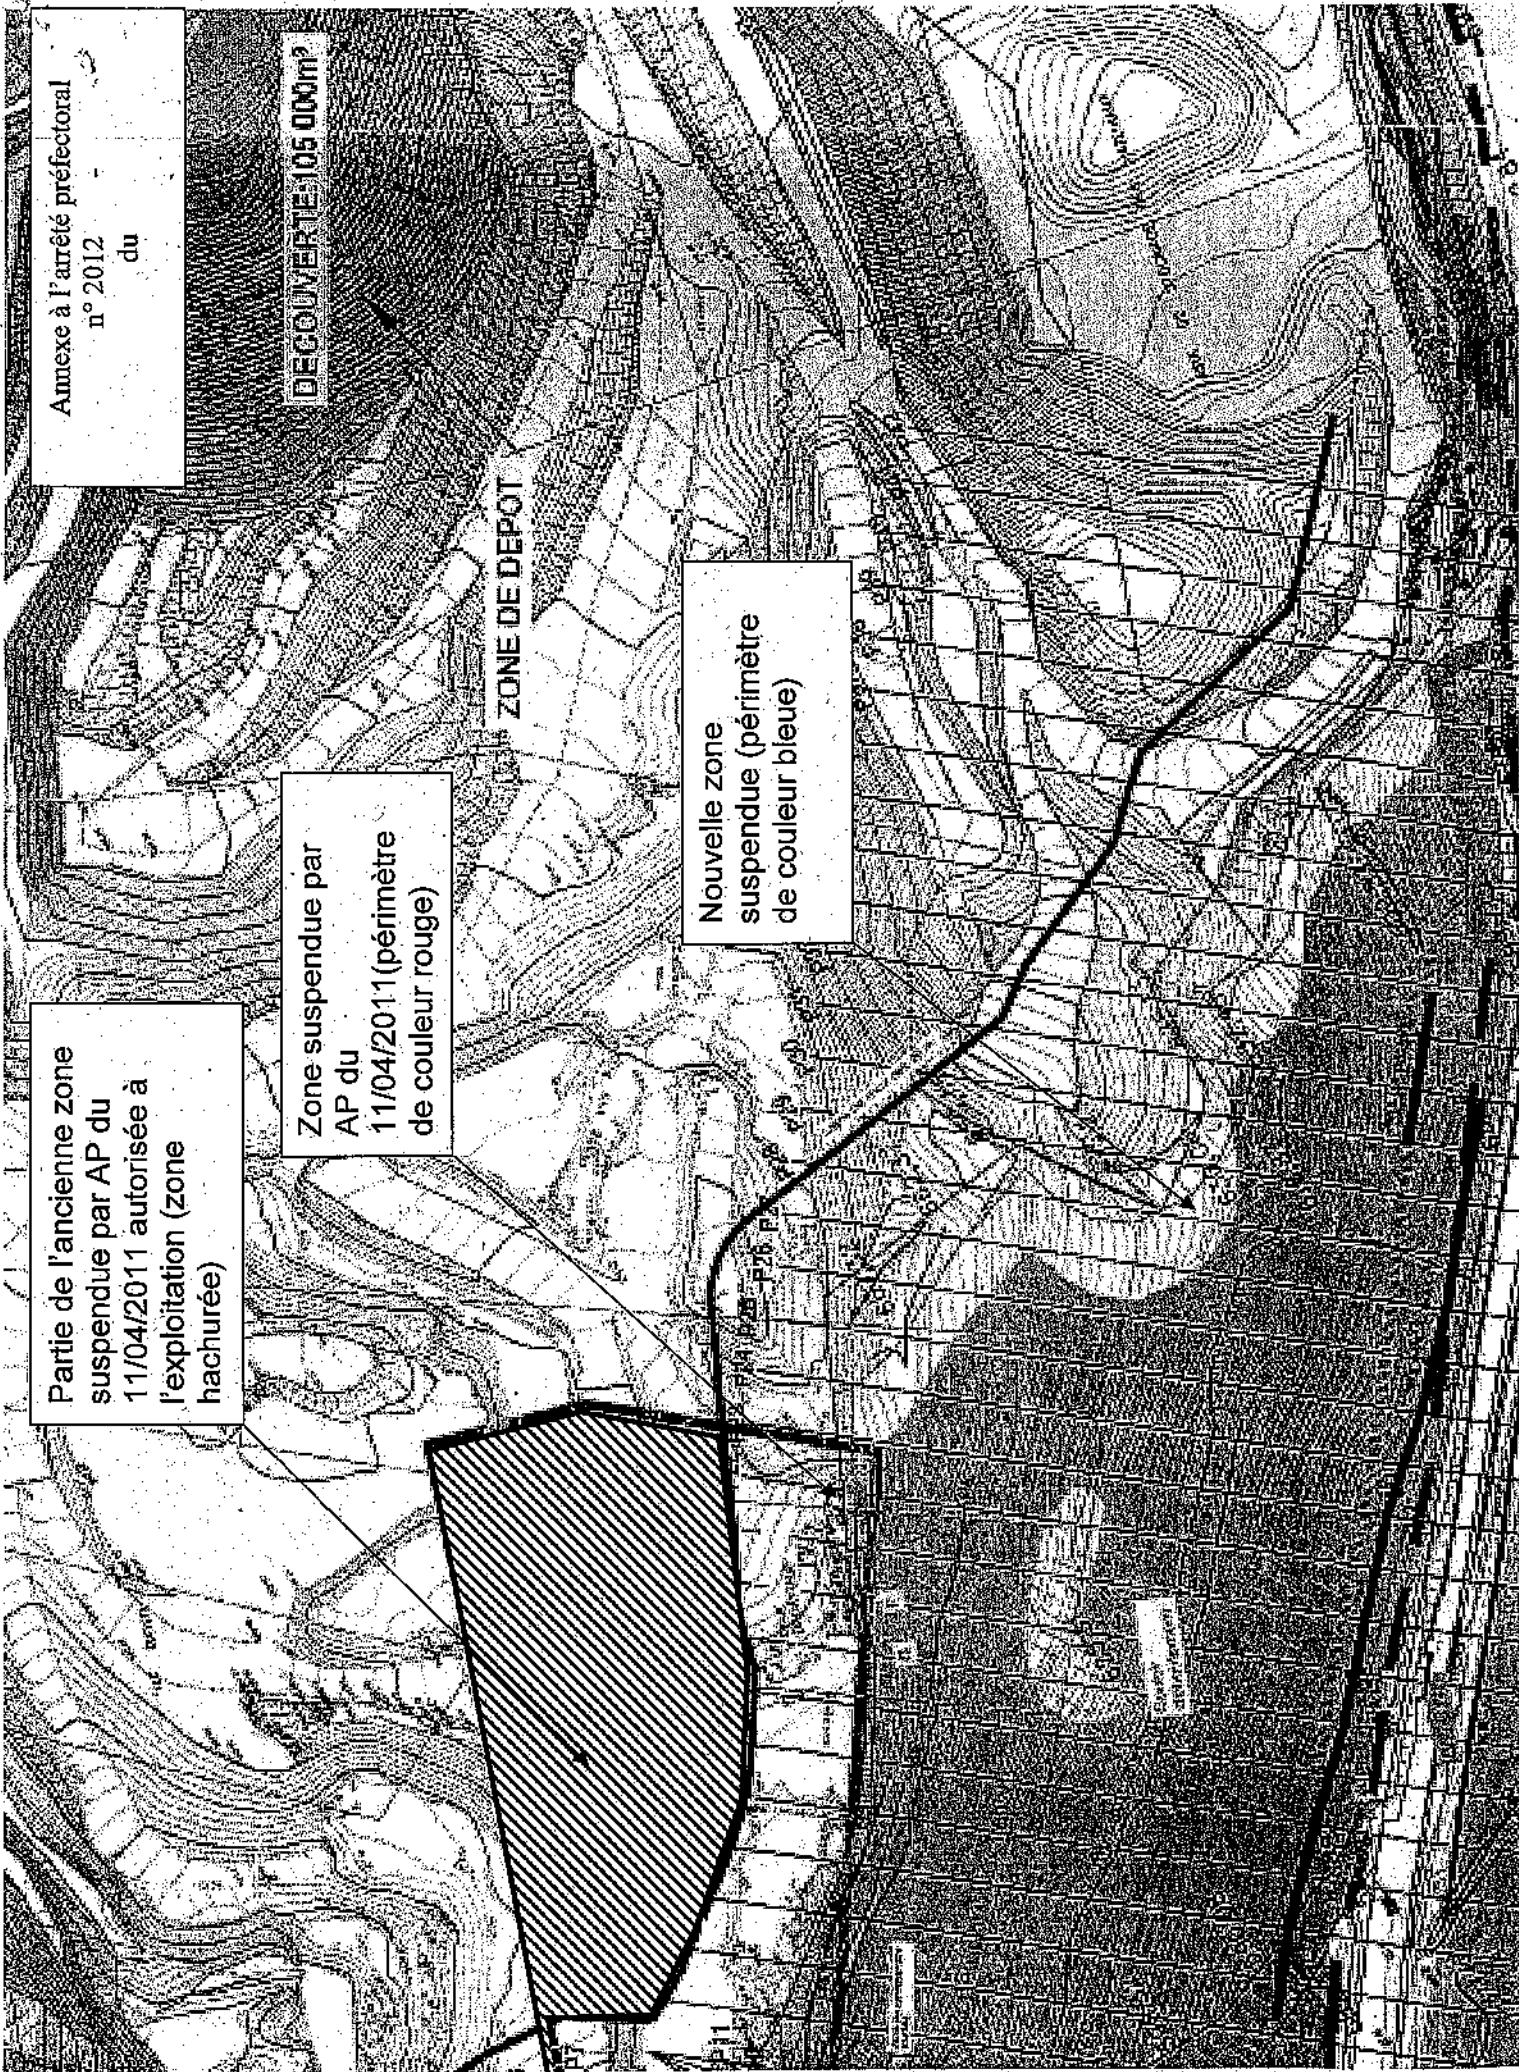 Annexe à l'arrêté préfectoral
n° 2012 -
du
DECOUVERTE:105 000m³
ZONE DE DEPOT
Partie de l'ancienne zone
suspendue par AP du
11/04/2011 autorisée à
l'exploitation (zone
hachurée)
Zone suspendue par
AP du
11/04/2011(périmètre
de couleur rouge)
Nouvelle zone
suspendue (périmètre
de couleur bleue)
P26